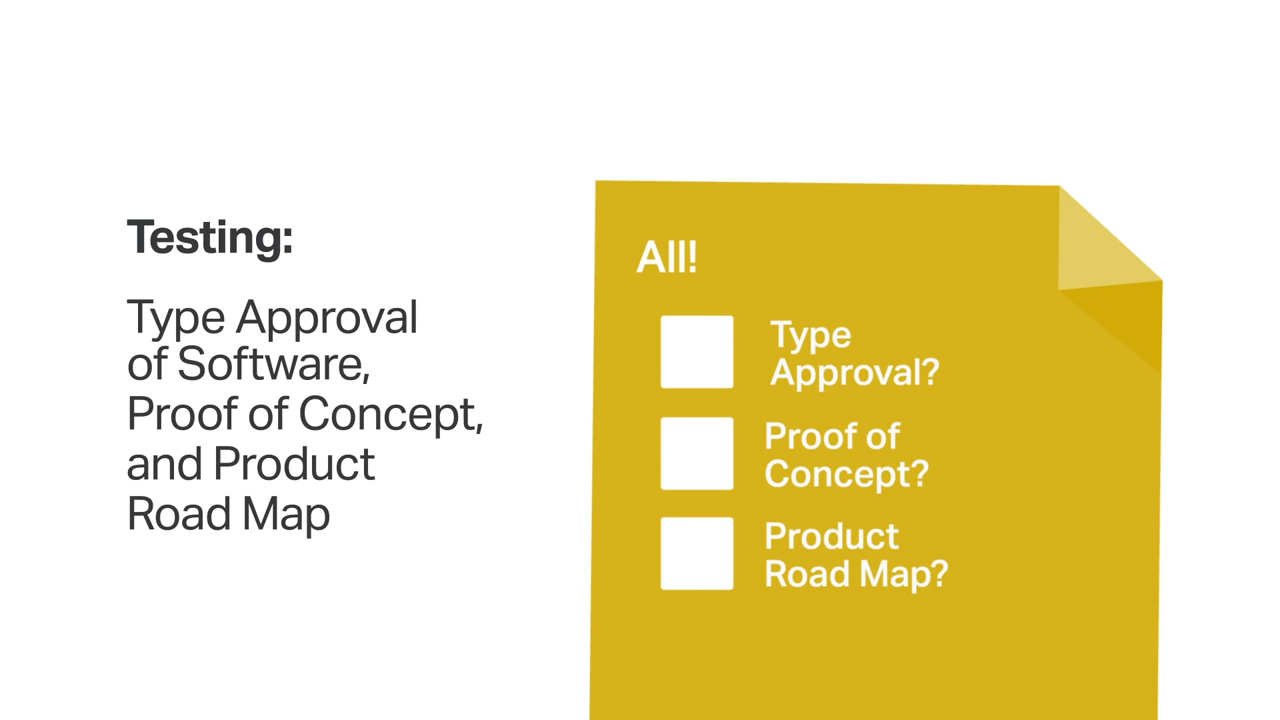 Testing:
Type Approval
of Software,
Proof of Concept,
and Product
Road Map
All!
Type
Approval?
Proof of
Concept?
Product
Road Map?